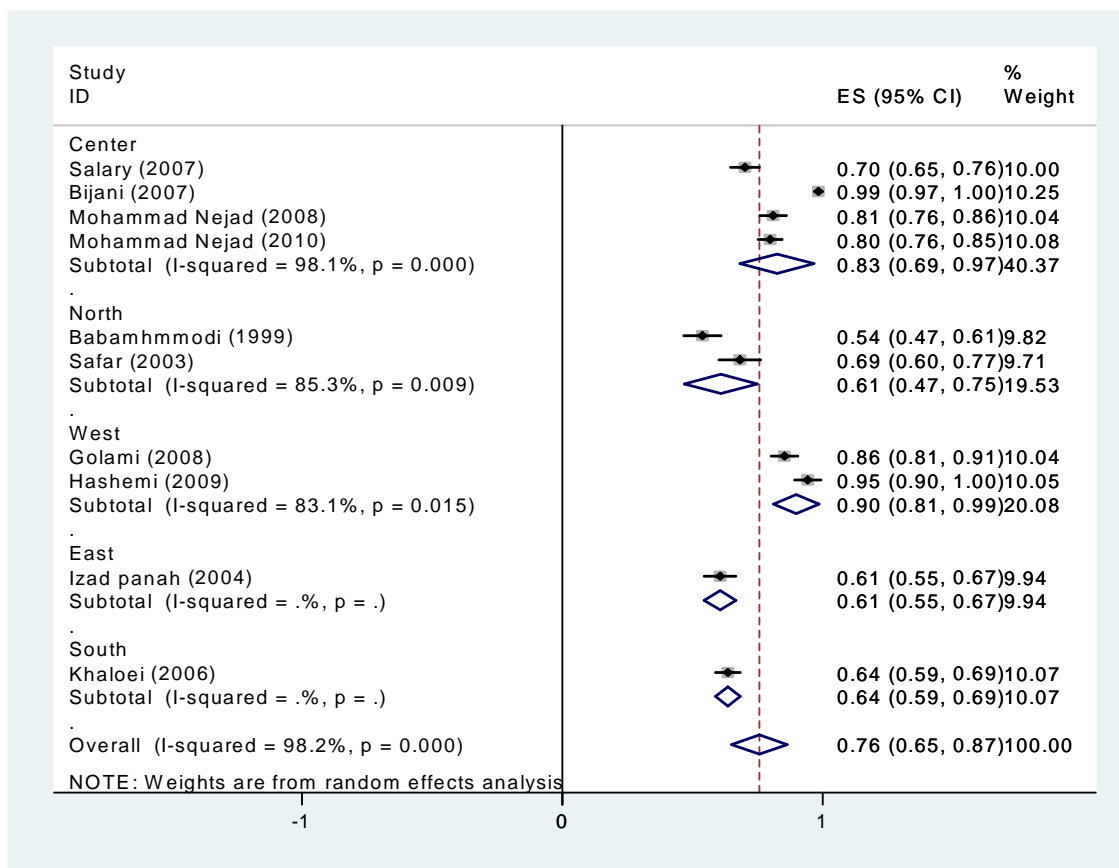 Study %
ID ES (95% CI) Weight
Center
Salary (2007) 0.70 (0.65, 0.76) 10.00
Bijani (2007) 0.99 (0.97, 1.00) 10.25
Mohammad Nejad (2008) 0.81 (0.76, 0.86) 10.04
Mohammad Nejad (2010) 0.80 (0.76, 0.85) 10.08
Subtotal (I-squared = 98.1%, p = 0.000) 0.83 (0.69, 0.97) 40.37
.
North
Babamhmmodi (1999) 0.54 (0.47, 0.61) 9.82
Safar (2003) 0.69 (0.60, 0.77) 9.71
Subtotal (I-squared = 85.3%, p = 0.009) 0.61 (0.47, 0.75) 19.53
.
West
Golami (2008) 0.86 (0.81, 0.91) 10.04
Hashemi (2009) 0.95 (0.90, 1.00) 10.05
Subtotal (I-squared = 83.1%, p = 0.015) 0.90 (0.81, 0.99) 20.08
.
East
Izad panah (2004) 0.61 (0.55, 0.67) 9.94
Subtotal (I-squared = .%, p = .) 0.61 (0.55, 0.67) 9.94
.
South
Khaloei (2006) 0.64 (0.59, 0.69) 10.07
Subtotal (I-squared = .%, p = .) 0.64 (0.59, 0.69) 10.07
.
Overall (I-squared = 98.2%, p = 0.000) 0.76 (0.65, 0.87) 100.00
NOTE: Weights are from random effects analysis
-1 0 1